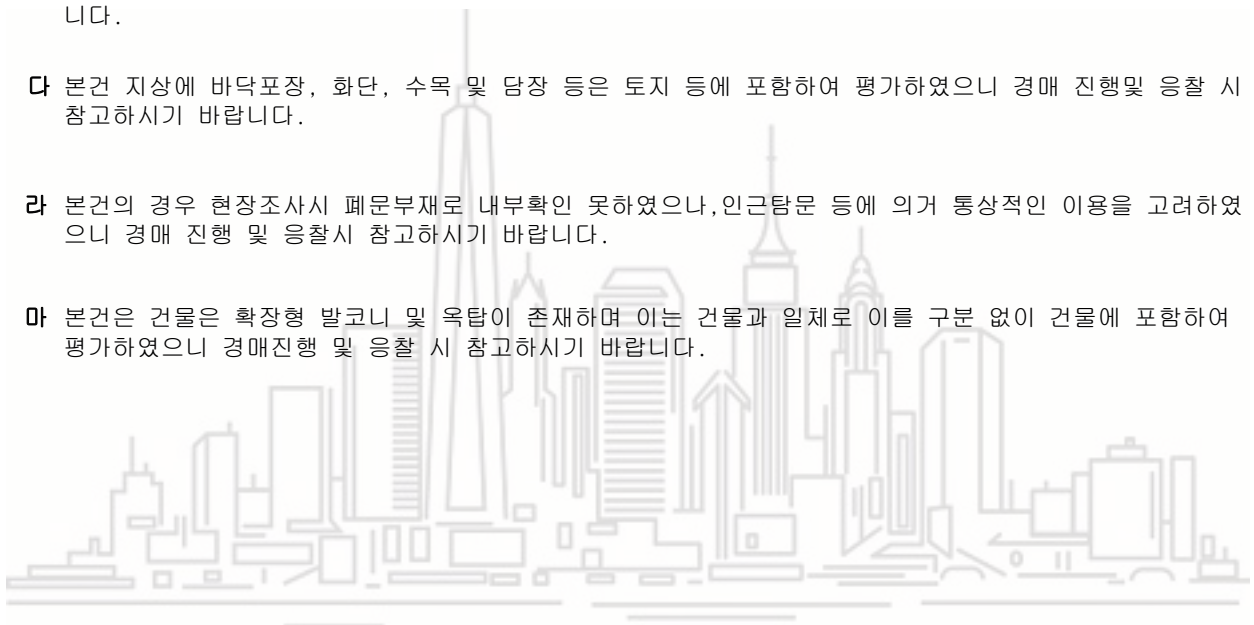 니다.
다 본건 지상에 바닥포장, 화단, 수목 및 담장 등은 토지 등에 포함하여 평가하였으니 경매 진행및 응찰 시
참고하시기 바랍니다.
라 본건의 경우 현장조사시 폐문부재로 내부확인 못하였으나,인근탐문 등에 의거 통상적인 이용을 고려하였
으니 경매 진행 및 응찰시 참고하시기 바랍니다.
마 본건은 건물은 확장형 발코니 및 옥탑이 존재하며 이는 건물과 일체로 이를 구분 없이 건물에 포함하여
평가하였으니 경매진행 및 응찰 시 참고하시기 바랍니다.